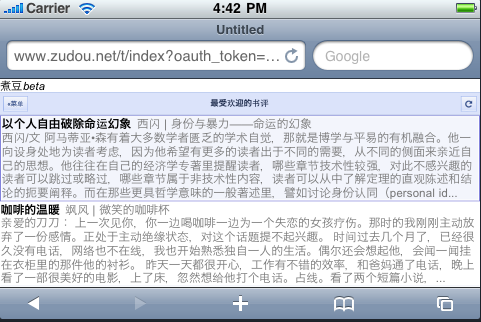 Carrier 4:42 PM
Untitled
www.zudou.net/t/index?oauth_token=... Google
煮豆beta
«菜单 最受欢迎的书评
以个人自由破除命运幻象 西闪 | 身份与暴力——命运的幻象
西闪/文 阿马蒂亚•森有着大多数学者匮乏的学术自觉，那就是博学与平易的有机融合。他一
向设身处地为读者考虑，因为他希望有更多的读者出于不同的需要，从不同的侧面来亲近自
己的思想。他往往在自己的经济学专著里提醒读者，哪些章节技术性较强，对此不感兴趣的
读者可以跳过或略过，哪些章节属于非技术性内容，读者可以从中了解定理的直观陈述和结
论的扼要阐释。而在那些更具哲学意味的一般著述里，譬如讨论身份认同（personal id...
咖啡的温暖 飒风 | 微笑的咖啡杯
亲爱的刀刀： 上一次见你，你一边喝咖啡一边为一个失恋的女孩疗伤。那时的我刚刚主动放
弃了一份感情。正处于主动绝缘状态，对这个话题提不起兴趣。 时间过去几个月了，已经很
久没有电话，网络也不在线，我也开始熟悉独自一人的生活。偶尔还会想起他，会闻一闻挂
在衣柜里的那件他的衬衫。 昨天一天都很开心，工作有不错的效率，和爸妈通了电话，晚上
看了一部很美好的电影，上了床，忽然想给他打个电话。占线。看了两个短篇小说，...